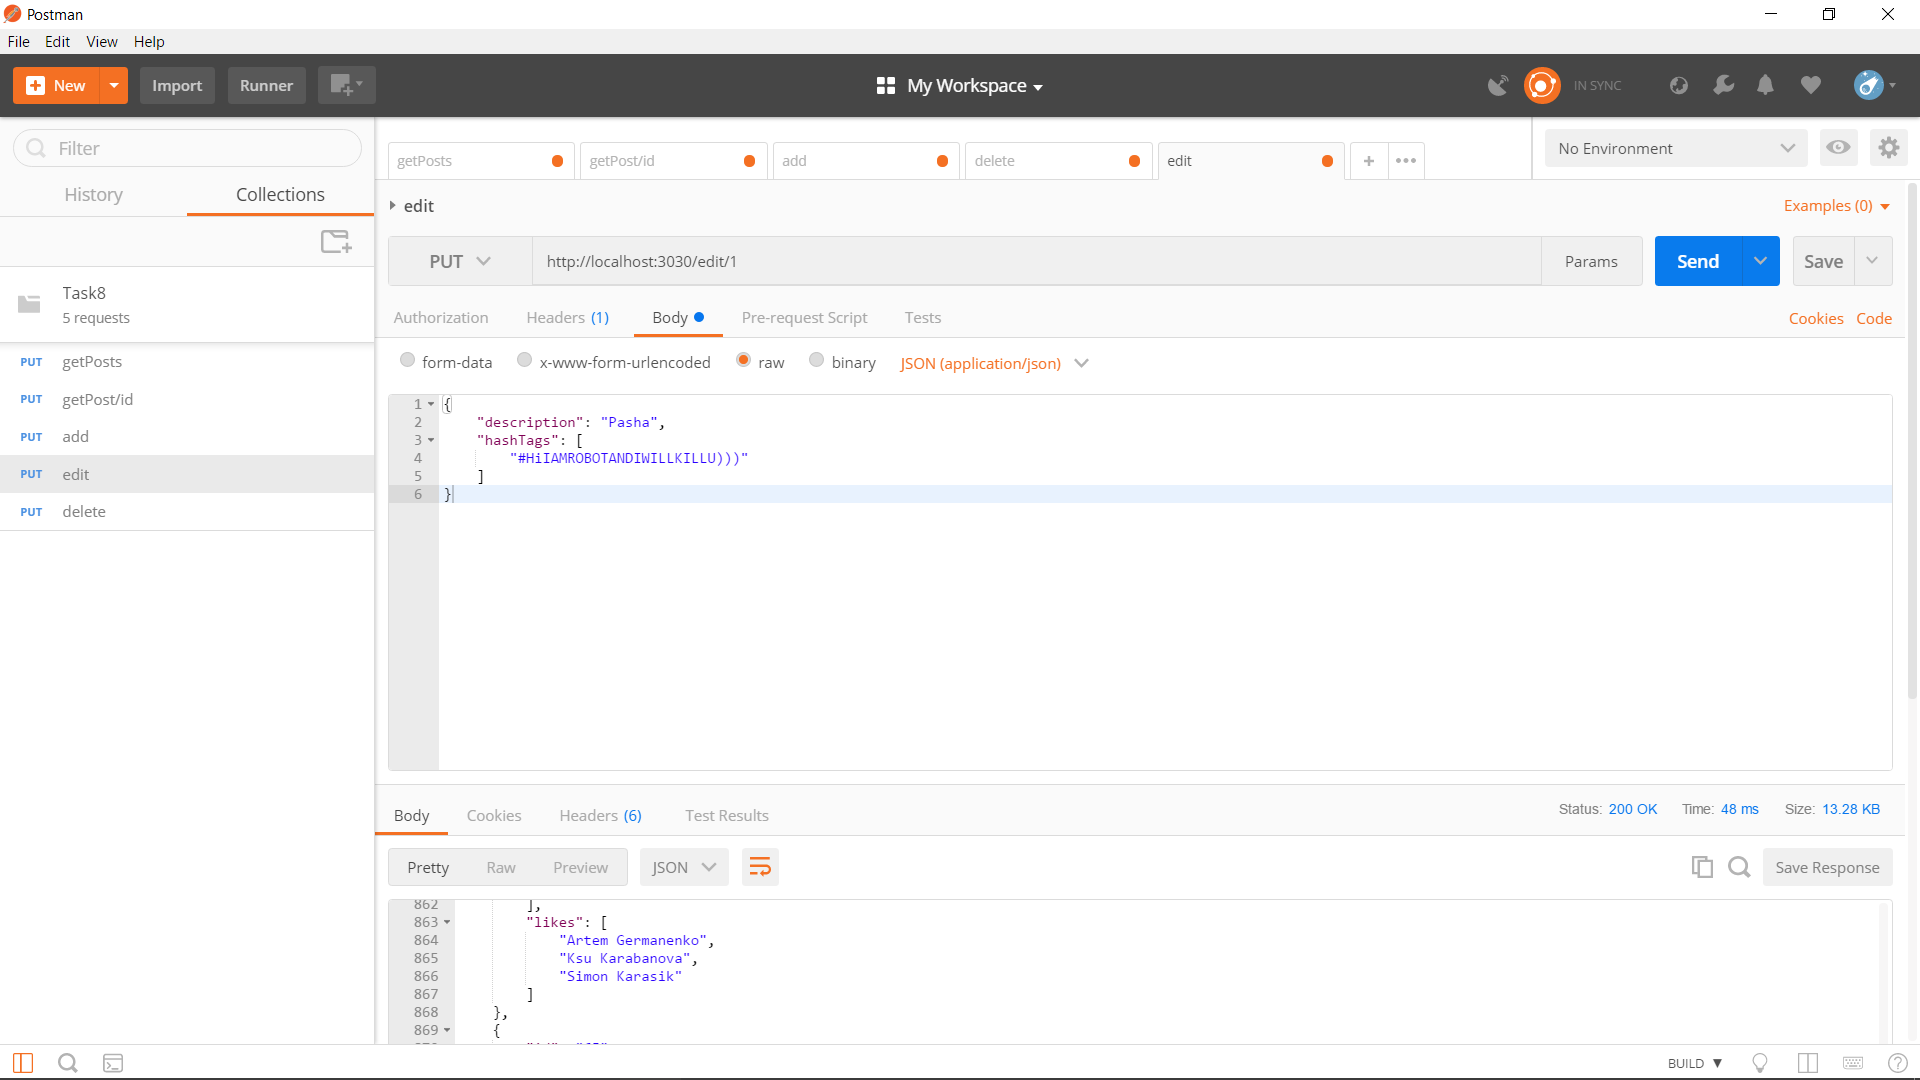 Postman
File Edit View Help
New Import Runner My Workspace IN SYNC
Filter
History Collections
Task8
5 requests
PUT getPosts
PUT getPost/id
PUT add
PUT edit
PUT delete
getPosts getPost/id add delete edit + •••
No Environment
edit
Examples (0)
PUT http://localhost:3030/edit/1 Params Send Save
Authorization Headers (1) Body Pre-request Script Tests
Cookies Code
form-data x-www-form-urlencoded raw binary JSON (application/json)
1 {
2 "description": "Pasha",
3 "hashTags": [
4 "#HiIAMROBOTANDIWILLKILLU)))"
5 ]
6 }
Body Cookies Headers (6) Test Results
Status: 200 OK Time: 48 ms Size: 13.28 KB
Pretty Raw Preview JSON Save Response
862 ],
863 "likes": [
864 "Artem Germanenko",
865 "Ksu Karabanova",
866 "Simon Karasik"
867 ]
868 },
869 {
BUILD